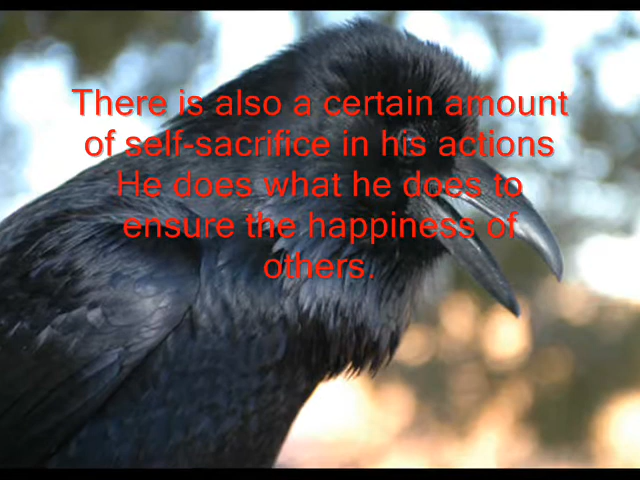 There is also a certain amount
of self-sacrifice in his actions
He does what he does to
ensure the happiness of
others.